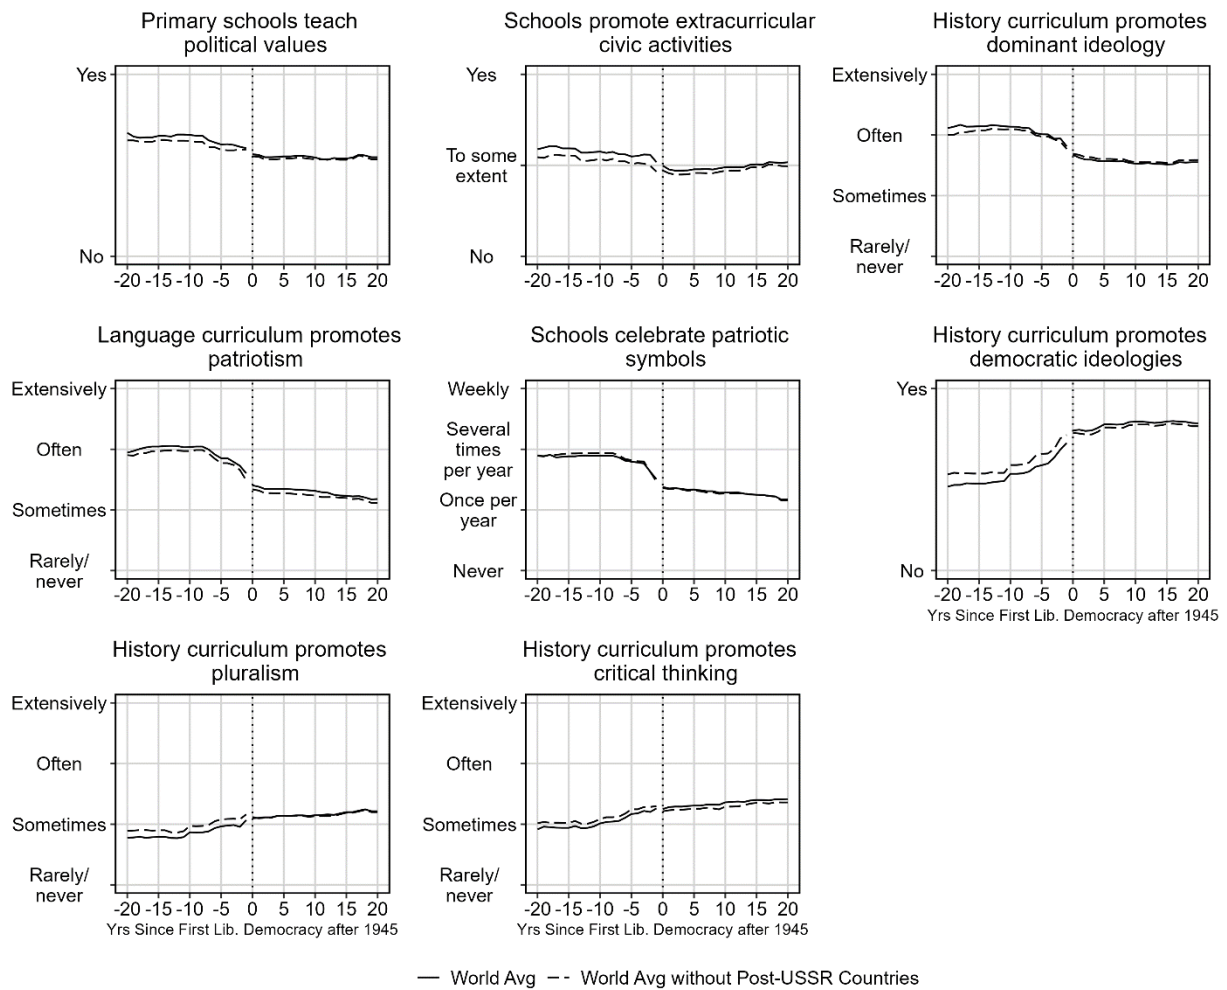 Primary schools teach
political values
Yes
No
-20 -15 -10 -5 0 5 10 15 20
Schools promote extracurricular
civic activities
Yes
To some
extent
No
-20 -15 -10 -5 0 5 10 15 20
History curriculum promotes
dominant ideology
Extensively
Often
Sometimes
Rarely/
never
-20 -15 -10 -5 0 5 10 15 20
Language curriculum promotes
patriotism
Extensively
Often
Sometimes
Rarely/
never
-20 -15 -10 -5 0 5 10 15 20
Schools celebrate patriotic
symbols
Weekly
Several
times
per year
Once per
year
Never
-20 -15 -10 -5 0 5 10 15 20
History curriculum promotes
democratic ideologies
Yes
No
-20 -15 -10 -5 0 5 10 15 20
Yrs Since First Lib. Democracy after 1945
History curriculum promotes
pluralism
Extensively
Often
Sometimes
Rarely/
never
-20 -15 -10 -5 0 5 10 15 20
Yrs Since First Lib. Democracy after 1945
History curriculum promotes
critical thinking
Extensively
Often
Sometimes
Rarely/
never
-20 -15 -10 -5 0 5 10 15 20
Yrs Since First Lib. Democracy after 1945
World Avg World Avg without Post-USSR Countries